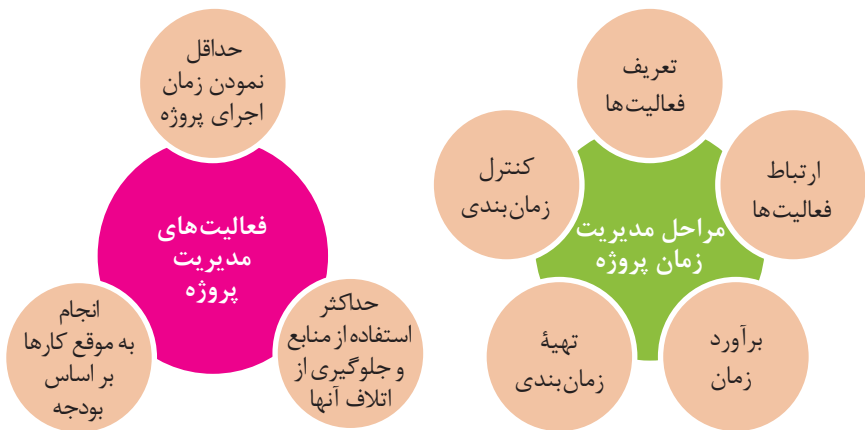 مراحل مدیریت
زمان پروژه
تعریف
فعالیت‌ها
ارتباط
فعالیت‌ها
برآورد
زمان
تهیهٔ
زمان‌بندی
کنترل
زمان‌بندی
فعالیت‌های
مدیریت
پروژه
حداقل
نمودن زمان
اجرای پروژه
حداکثر
استفاده از منابع
و جلوگیری از
اتلاف آنها
انجام
به موقع کارها
بر اساس
بودجه